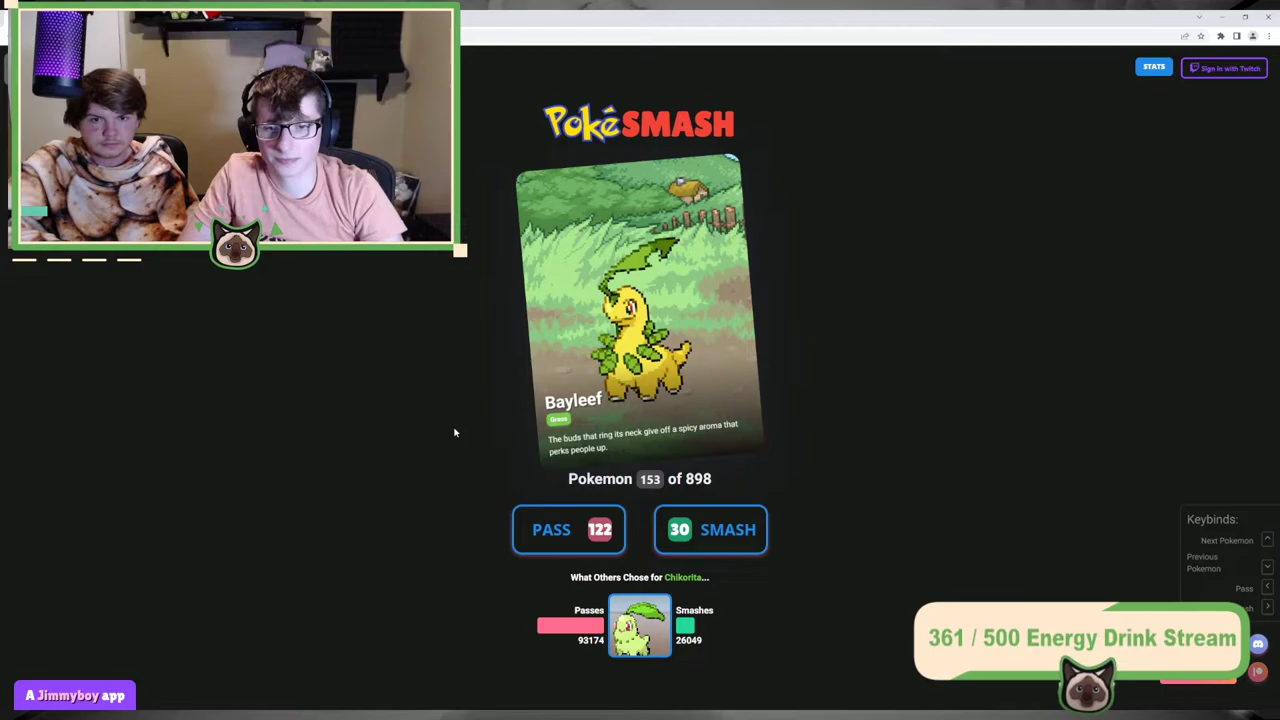 STATS
Sign in with Twitch
PokéSMASH
Bayleef
Grass
The buds that ring its neck give off a spicy aroma that
perks people up.
Pokemon 153 of 898
PASS 122
30 SMASH
What Others Chose for Chikorita...
Passes
93174
Smashes
26049
Keybinds:
Next Pokemon
Previous
Pokemon
Pass
361 / 500 Energy Drink Stream
A Jimmyboy app